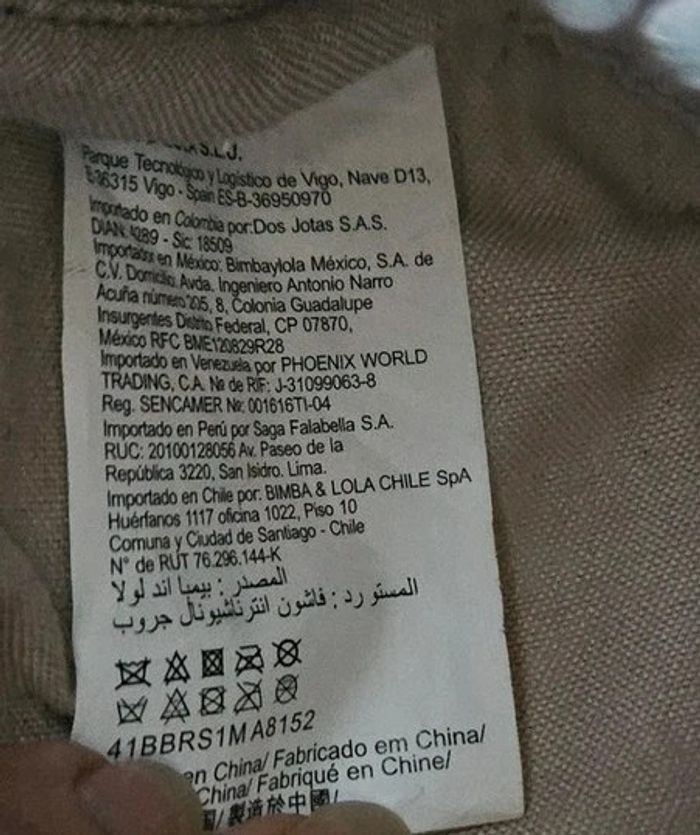 S.L.U.
Parque Tecnológico y Logístico de Vigo, Nave D13,
E-36315 Vigo - Spain ES-B-36950970
Importado en Colombia por:Dos Jotas S.A.S.
DIAN: 4289 - Sic: 18509
Importador en México: Bimbaylola México, S.A. de
C.V. Domicilio Avda. Ingeniero Antonio Narro
Acuña número 205, 8, Colonia Guadalupe
Insurgentes Distrito Federal, CP 07870,
México RFC BME120829R28
Importado en Venezuela por PHOENIX WORLD
TRADING, C.A. Nº de RIF: J-31099063-8
Reg. SENCAMER Nº: 001616TI-04
Importado en Perú por Saga Falabella S.A.
RUC: 20100128056 Av. Paseo de la
República 3220, San Isidro. Lima.
Importado en Chile por: BIMBA & LOLA CHILE SpA
Huérfanos 1117 oficina 1022, Piso 10
Comuna y Ciudad de Santiago - Chile
N° de RUT 76.296.144-K
المصدر : بيمبا اند لولا
المستورد : فاشون انترناشيونال جروب
41BBRS1MA8152
en China/ Fabricado em China/
China/ Fabriqué en Chine/
製造於中國/